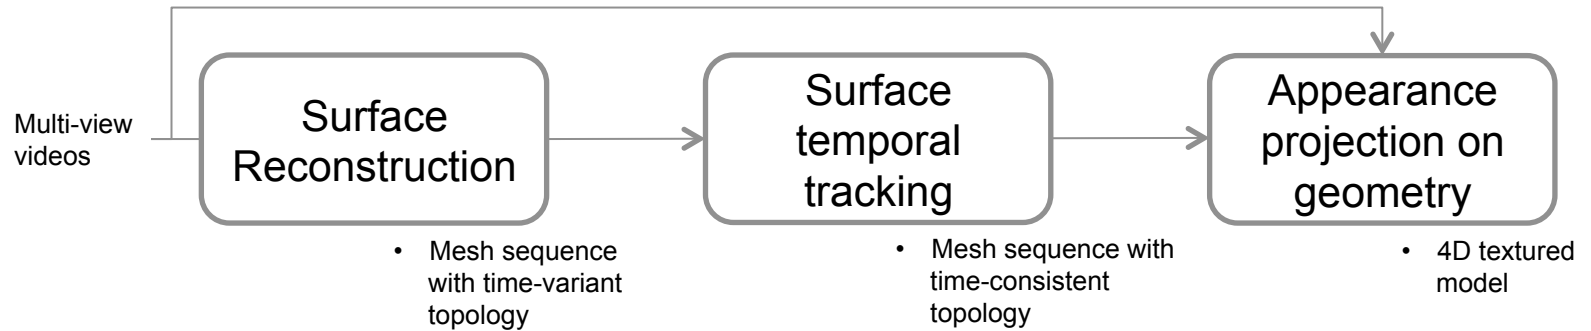 Multi-view
videos
Surface
Reconstruction
• Mesh sequence
with time-variant
topology
Surface
temporal
tracking
• Mesh sequence with
time-consistent
topology
Appearance
projection on
geometry
• 4D textured
model